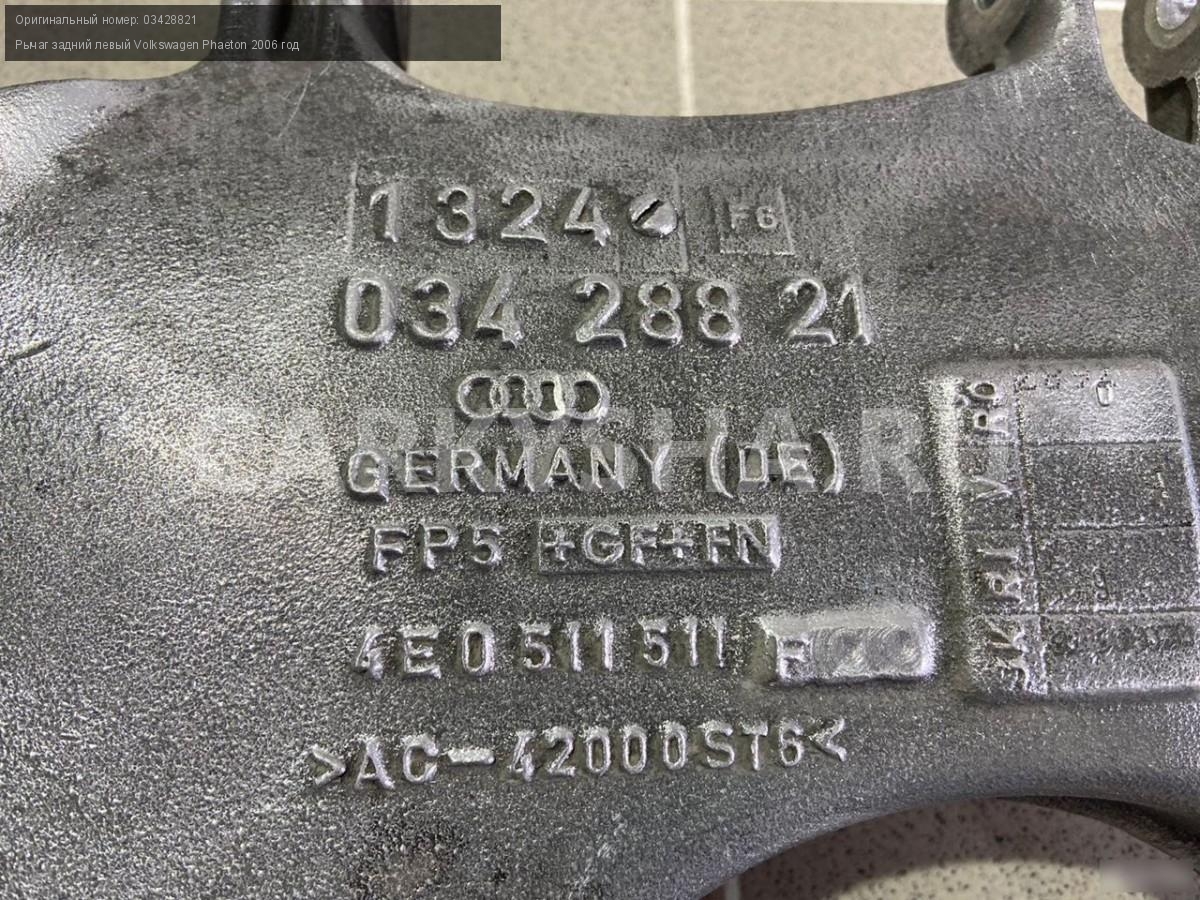 Оригинальный номер: 03428821
Рычаг задний левый Volkswagen Phaeton 2006 год
1324 F6
034 288 21
GERMANY (DE)
FP5 +GF+FN
4E0 511 511 F
>AC-42000ST6<